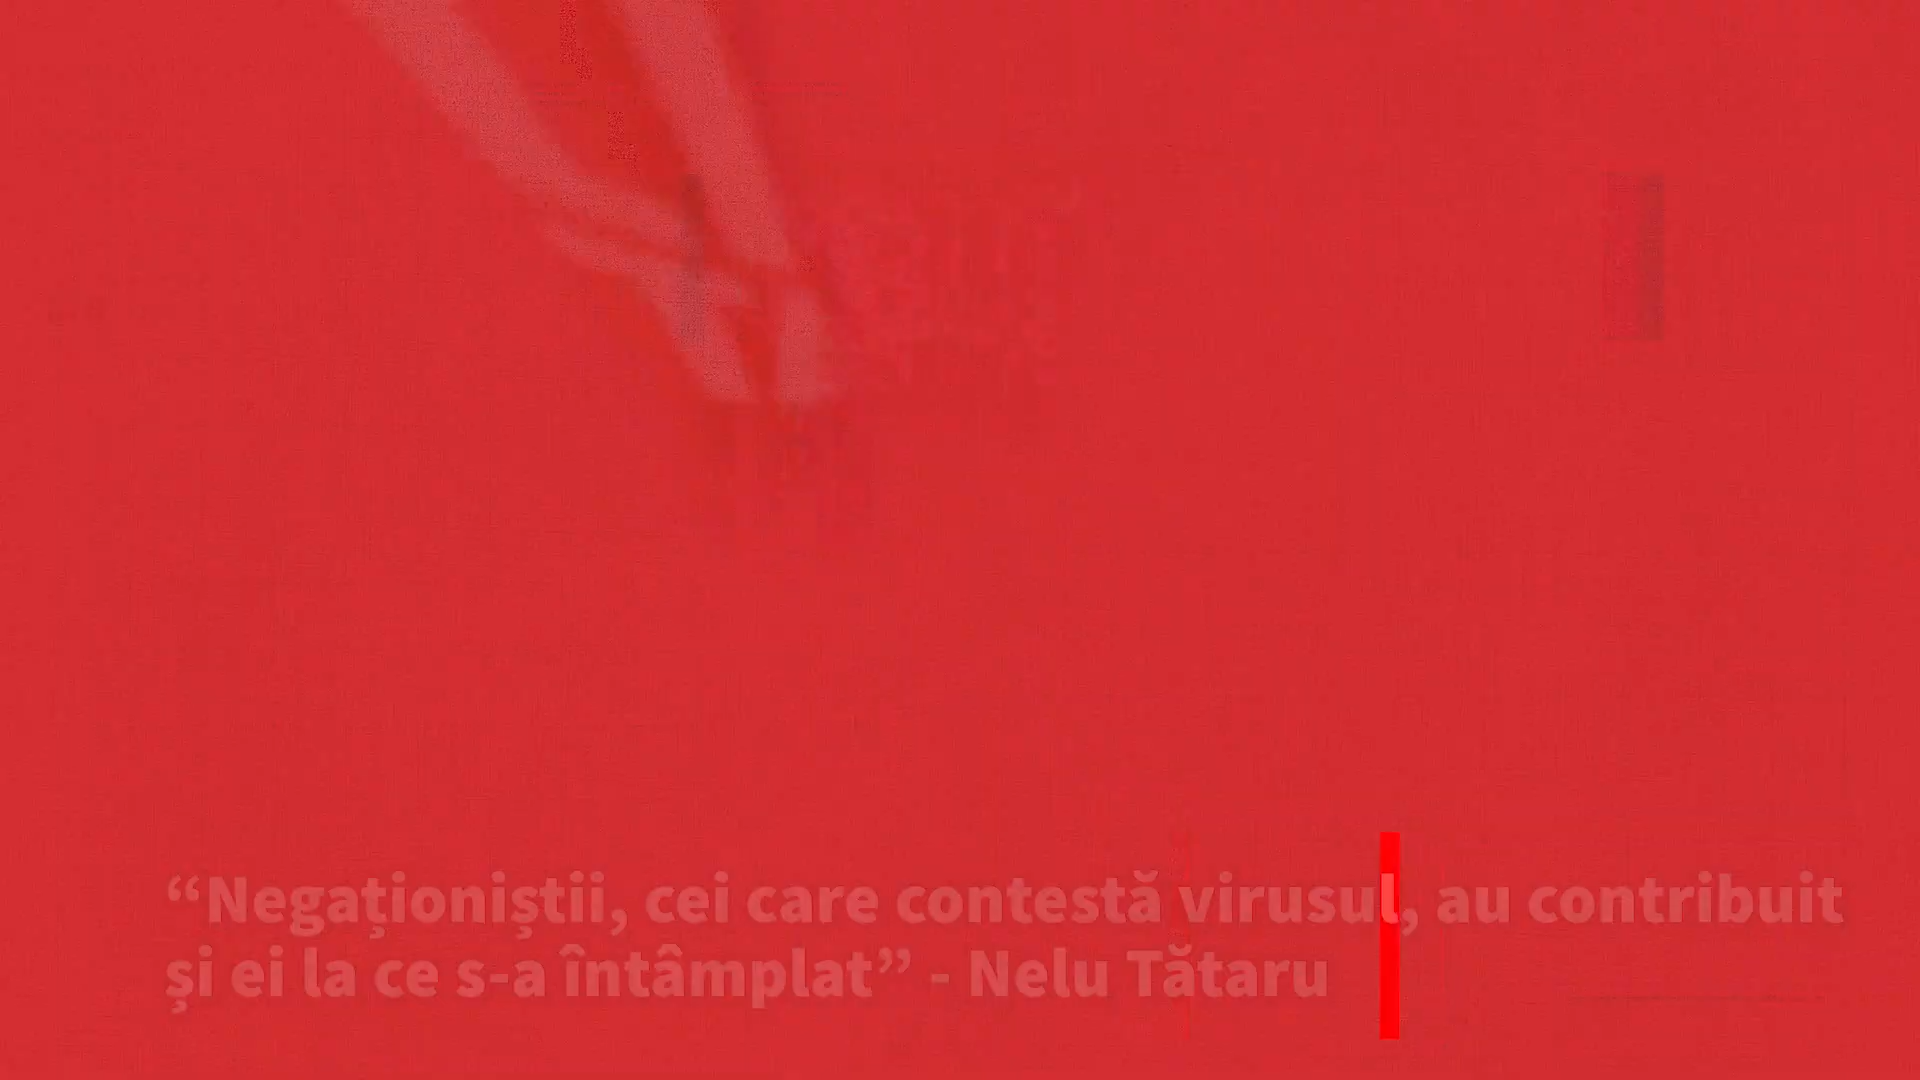 “Negaționiștii, cei care contestă virusul, au contribuit
și ei la ce s-a întâmplat” - Nelu Tătaru